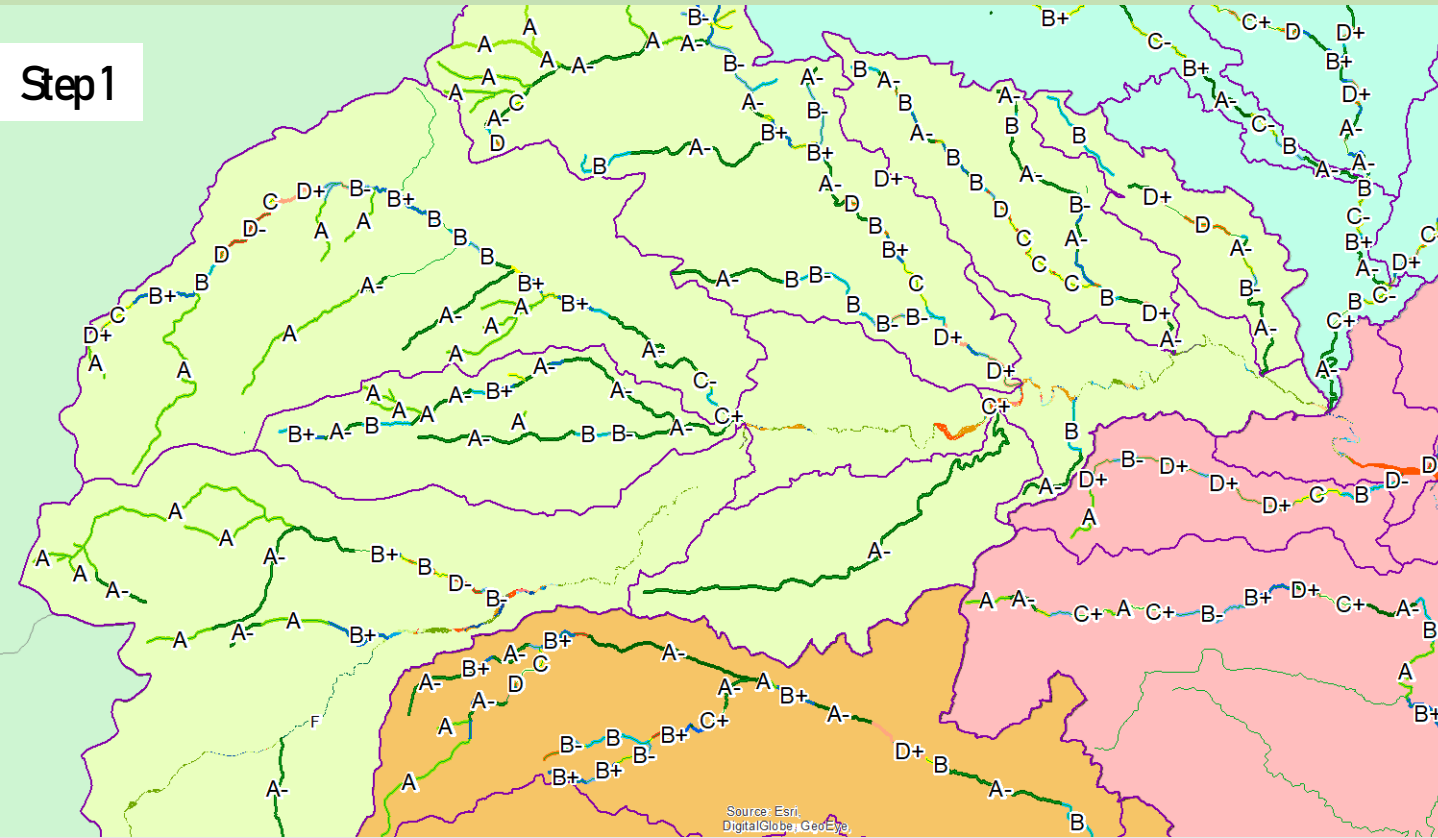 Step 1
B- B+ C+ D D+
A A A- C- B+
A A A- B- B+
A A- B A- A- D+
A C A- B B A- A- C-
A- B- B B A- B
D B+ B+ A- B A- A-
B A- D+ A- B D+ B
C D+ B- B+ A- D B D B- D C-
D- A A B B B+ C A- A- B+ C
D B C C A- D+
B B+ A- A- B B- B C B B- B C-
B+ A- A B+ B- B- D+ A- C+
C A B+ A- C- D+ A-
D+ A A A- A- B+ A- C+ C+
A A A A A- B+ B A- A B B- A- B D+ B- D+ D+ D- D
A A A- A- A D+ C B
A A A- B+ B D- B- A A- C+ A C+ B- B+ D+ C+ A-
A A- A B+ B
F A- B+ A- B+ C A- A
A- D A- A- A B+ A- B+
A B- B B- B+ C+ D+ B
A B+ B+ A- B
Source: Esri,
DigitalGlobe, GeoEye,